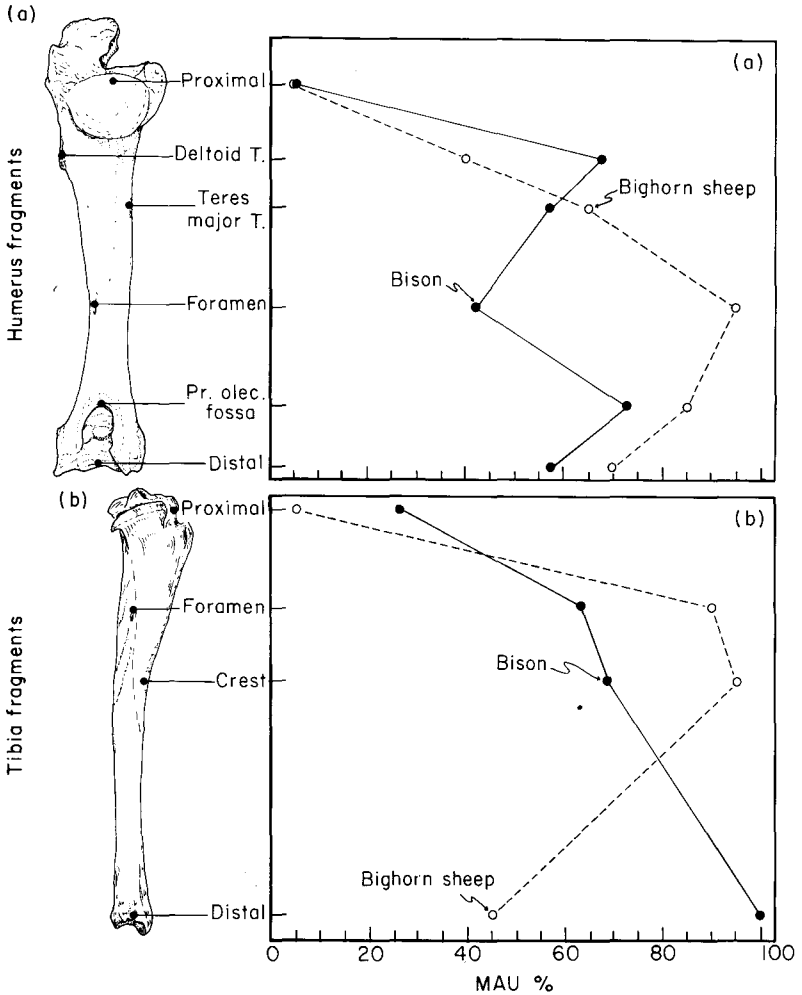 (a)
Humerus fragments
Proximal
Deltoid T.
Teres
major T.
Foramen
Pr. olec.
fossa
Distal
(a)
Bighorn sheep
Bison
(b)
Tibia fragments
Proximal
Foramen
Crest
Distal
(b)
Bison
Bighorn sheep
0 20 40 60 80 100
MAU %